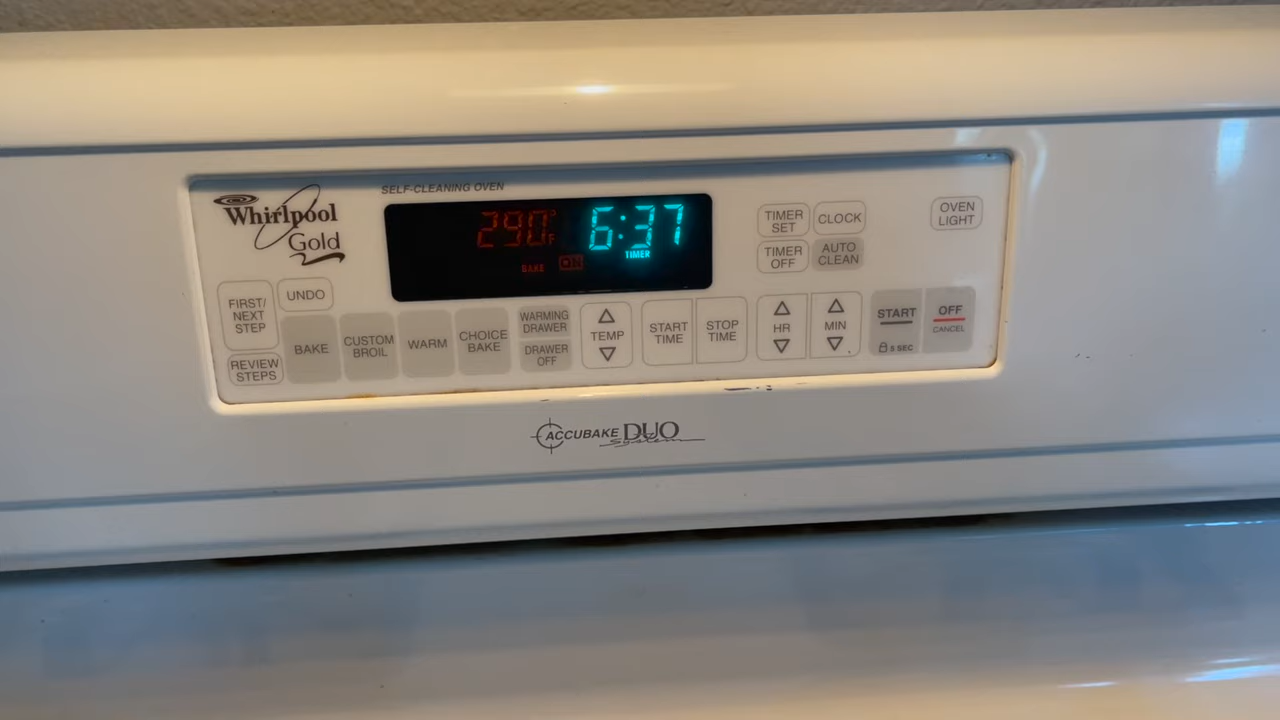 SELF-CLEANING OVEN
Whirlpool
Gold
290°F
6:37
BAKE ON
TIMER
TIMER SET
CLOCK
TIMER OFF
AUTO CLEAN
OVEN LIGHT
FIRST/
NEXT
STEP
UNDO
REVIEW
STEPS
BAKE
CUSTOM
BROIL
WARM
CHOICE
BAKE
WARMING
DRAWER
DRAWER
OFF
TEMP
START
TIME
STOP
TIME
HR
MIN
START
5 SEC
OFF
CANCEL
ACCUBAKE DUO
System